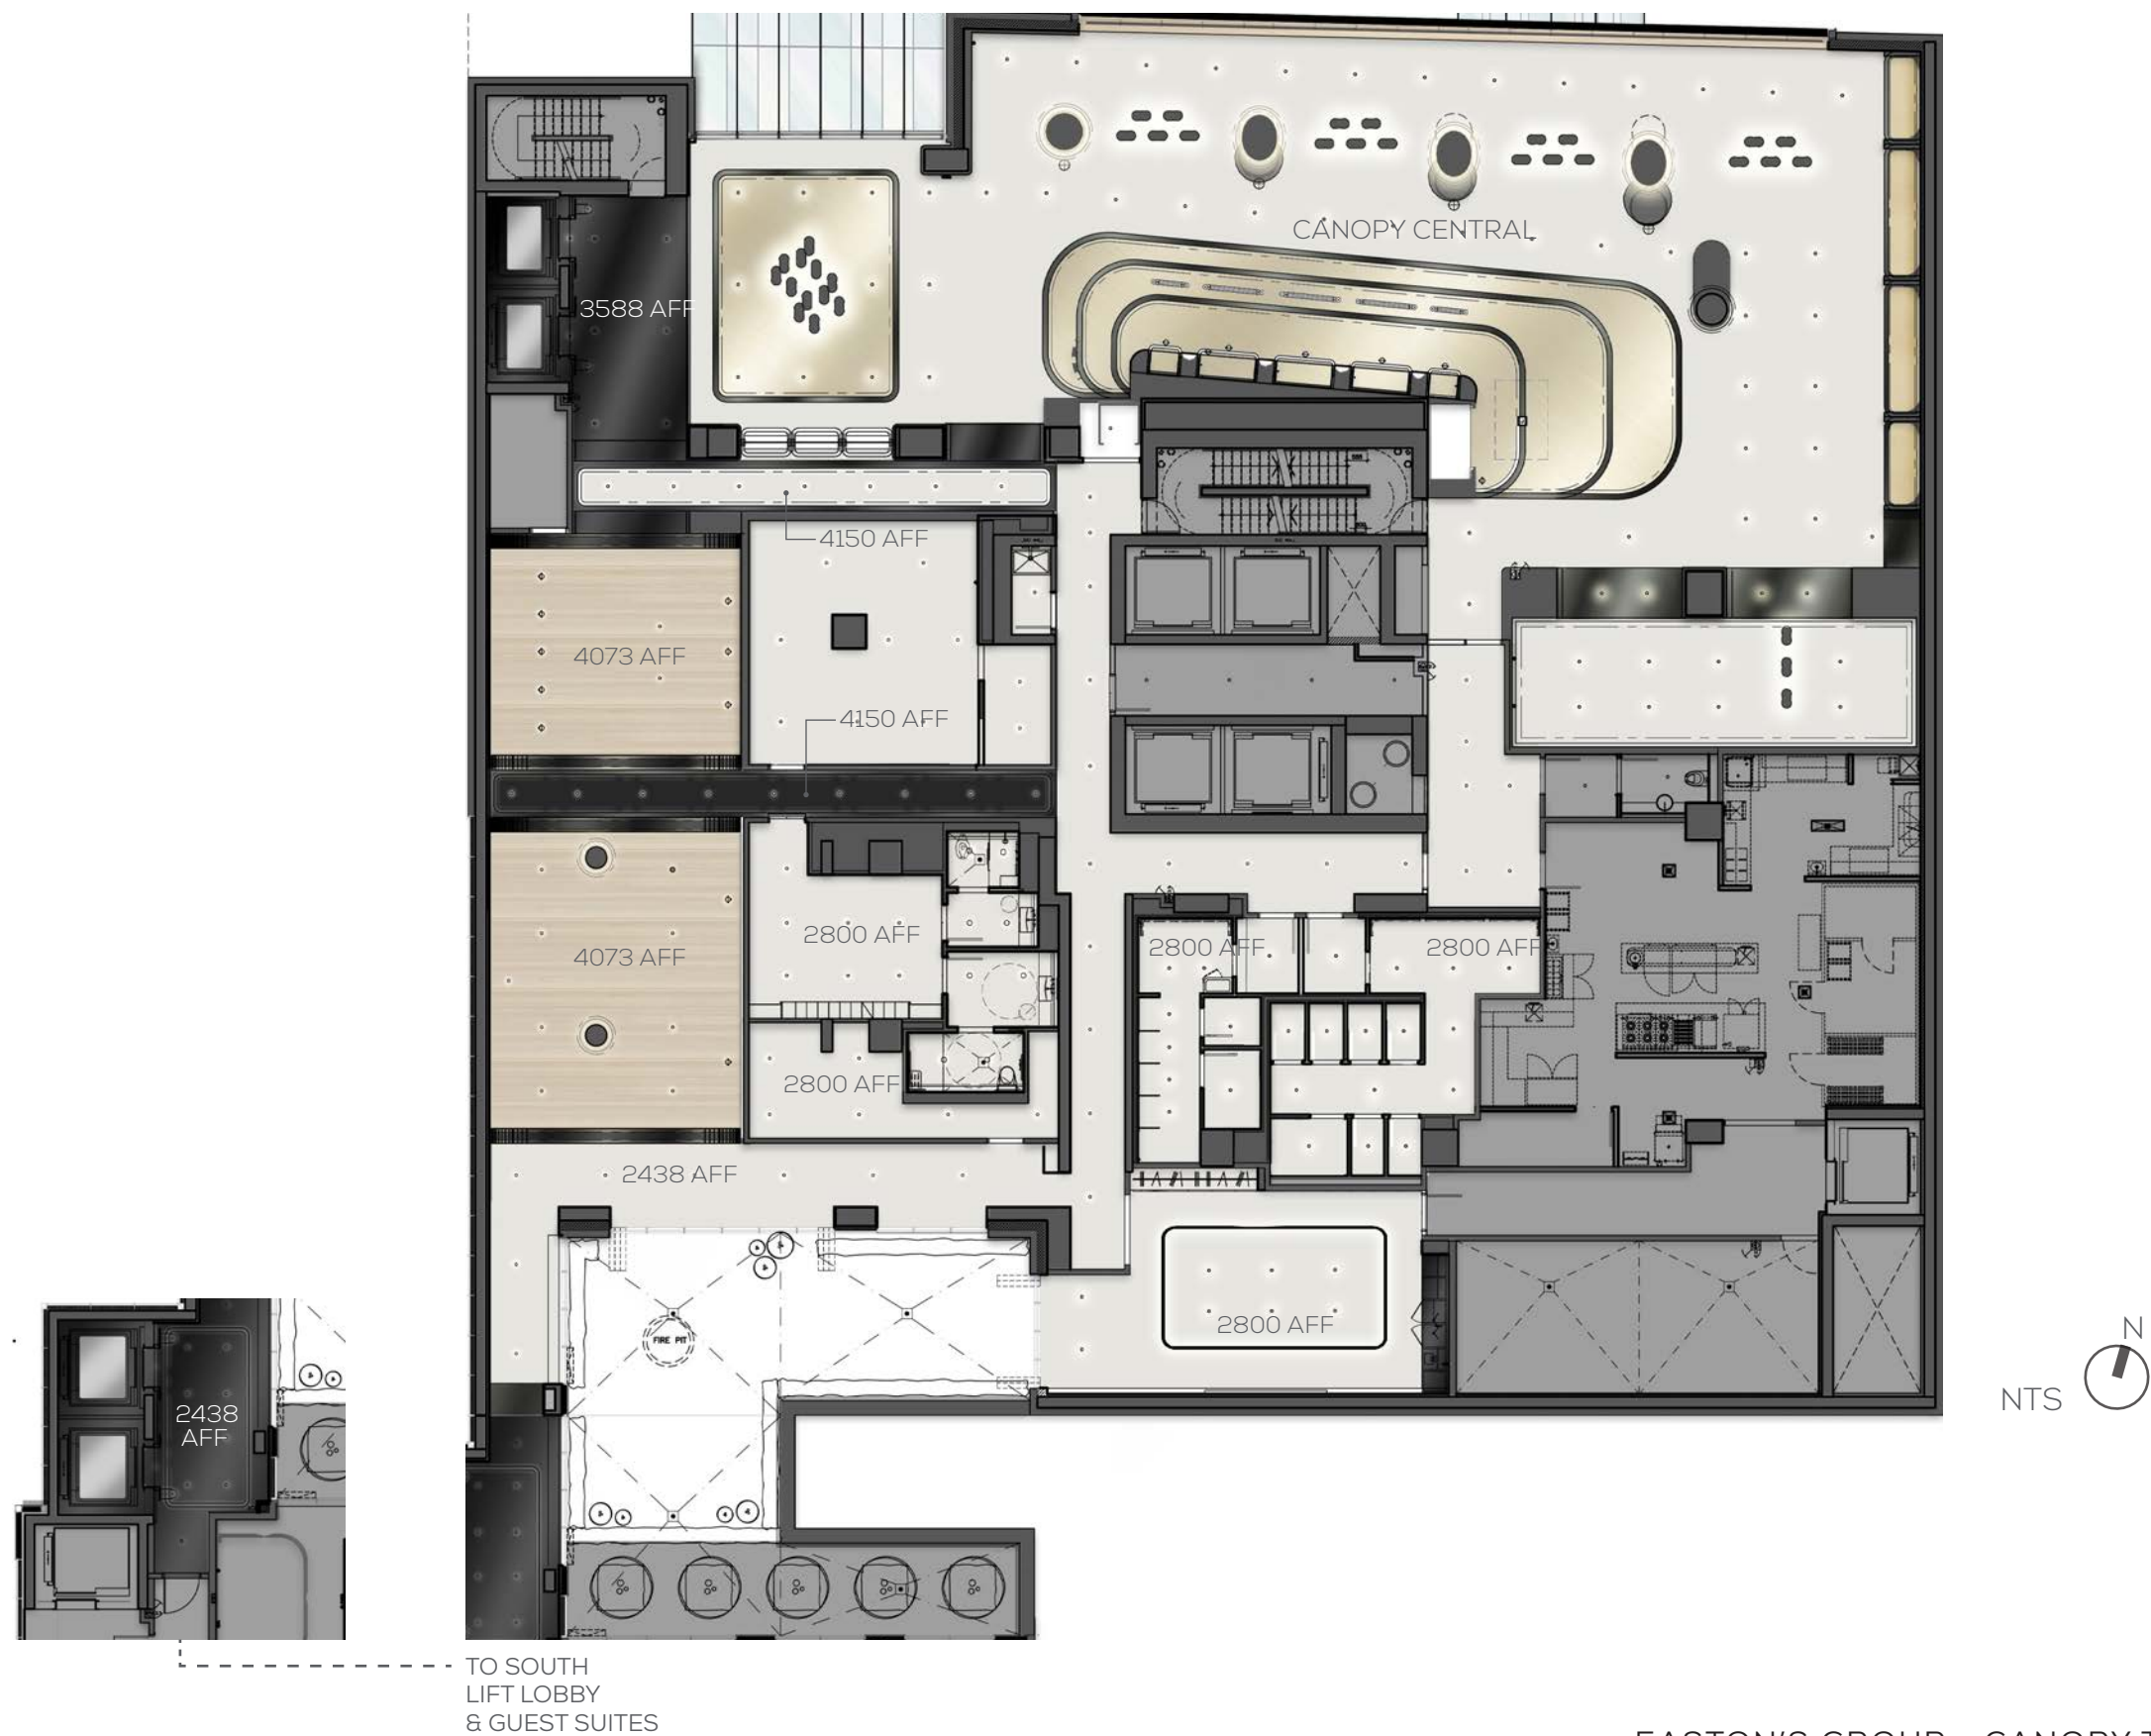 CANOPY CENTRAL
3588 AFF
4150 AFF
4073 AFF
4150 AFF
2800 AFF
2800 AFF
2800 AFF
4073 AFF
2800 AFF
2438 AFF
2800 AFF
FIRE PIT
N
NTS
2438
AFF
TO SOUTH
LIFT LOBBY
& GUEST SUITES